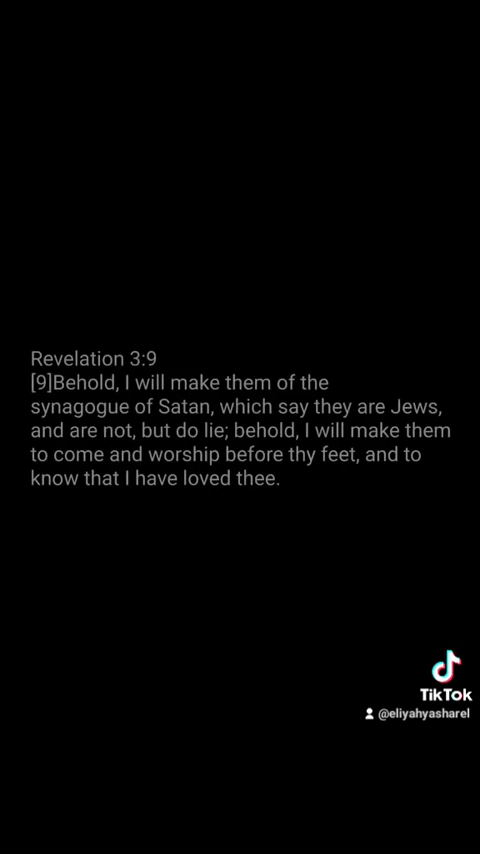 Revelation 3:9
[9]Behold, I will make them of the
synagogue of Satan, which say they are Jews,
and are not, but do lie; behold, I will make them
to come and worship before thy feet, and to
know that I have loved thee.
TikTok
@eliyahyasharel